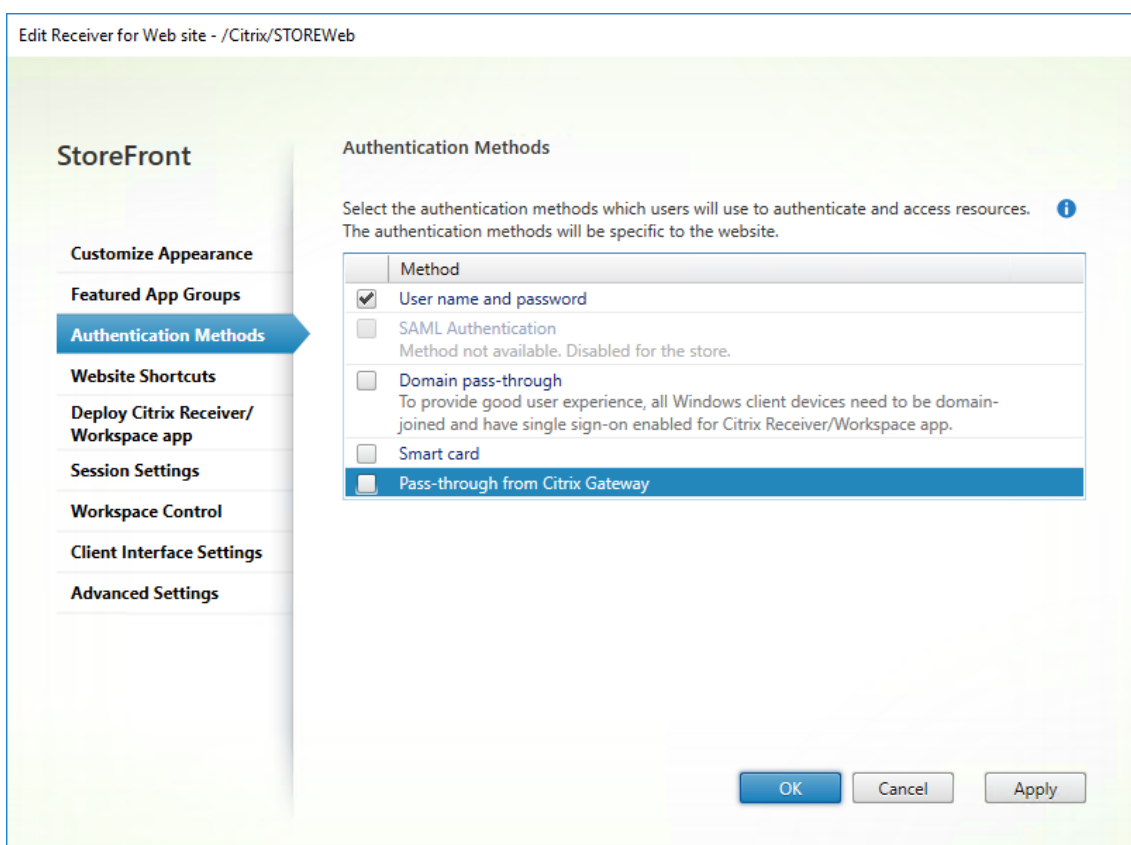 Edit Receiver for Web site - /Citrix/STOREWeb
StoreFront
Customize Appearance
Featured App Groups
Authentication Methods
Website Shortcuts
Deploy Citrix Receiver/
Workspace app
Session Settings
Workspace Control
Client Interface Settings
Advanced Settings
Authentication Methods
Select the authentication methods which users will use to authenticate and access resources.
The authentication methods will be specific to the website.
Method
User name and password
SAML Authentication
Method not available. Disabled for the store.
Domain pass-through
To provide good user experience, all Windows client devices need to be domain-
joined and have single sign-on enabled for Citrix Receiver/Workspace app.
Smart card
Pass-through from Citrix Gateway
OK
Cancel
Apply